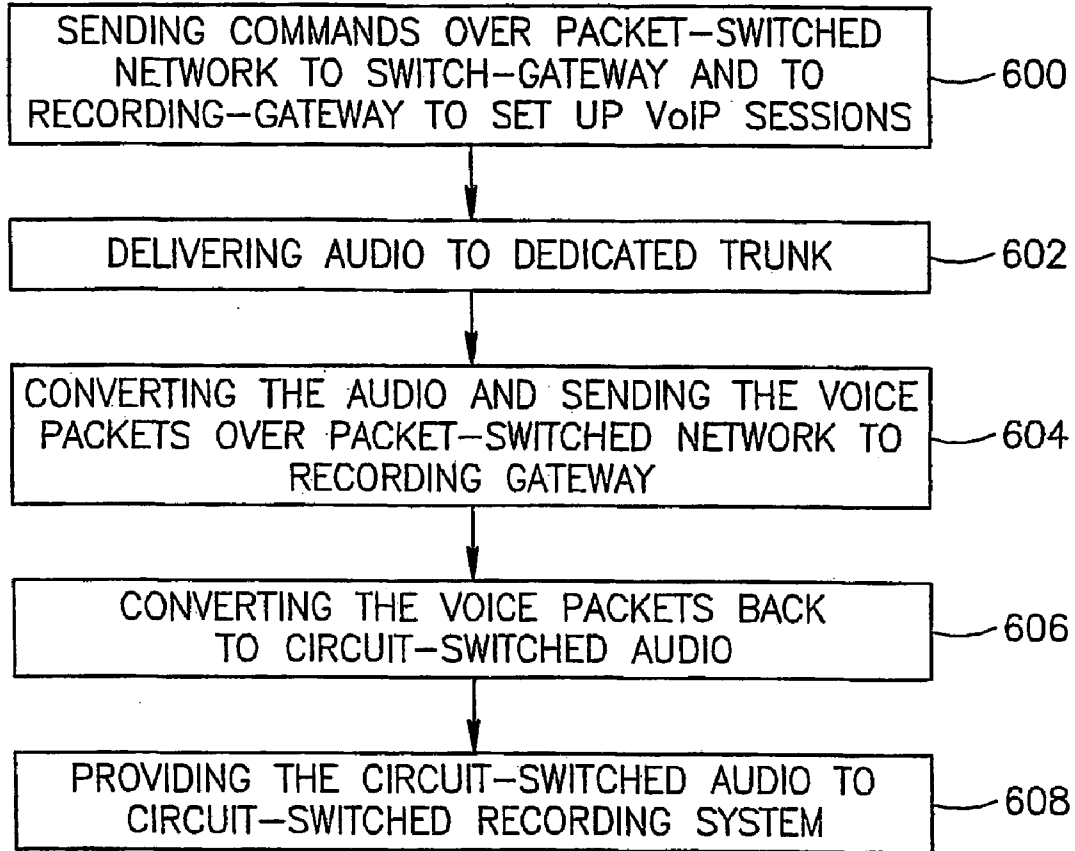 SENDING COMMANDS OVER PACKET-SWITCHED
NETWORK TO SWITCH-GATEWAY AND TO
RECORDING-GATEWAY TO SET UP VoIP SESSIONS
600
DELIVERING AUDIO TO DEDICATED TRUNK
602
CONVERTING THE AUDIO AND SENDING THE VOICE
PACKETS OVER PACKET-SWITCHED NETWORK TO
RECORDING GATEWAY
604
CONVERTING THE VOICE PACKETS BACK
TO CIRCUIT-SWITCHED AUDIO
606
PROVIDING THE CIRCUIT-SWITCHED AUDIO TO
CIRCUIT-SWITCHED RECORDING SYSTEM
608